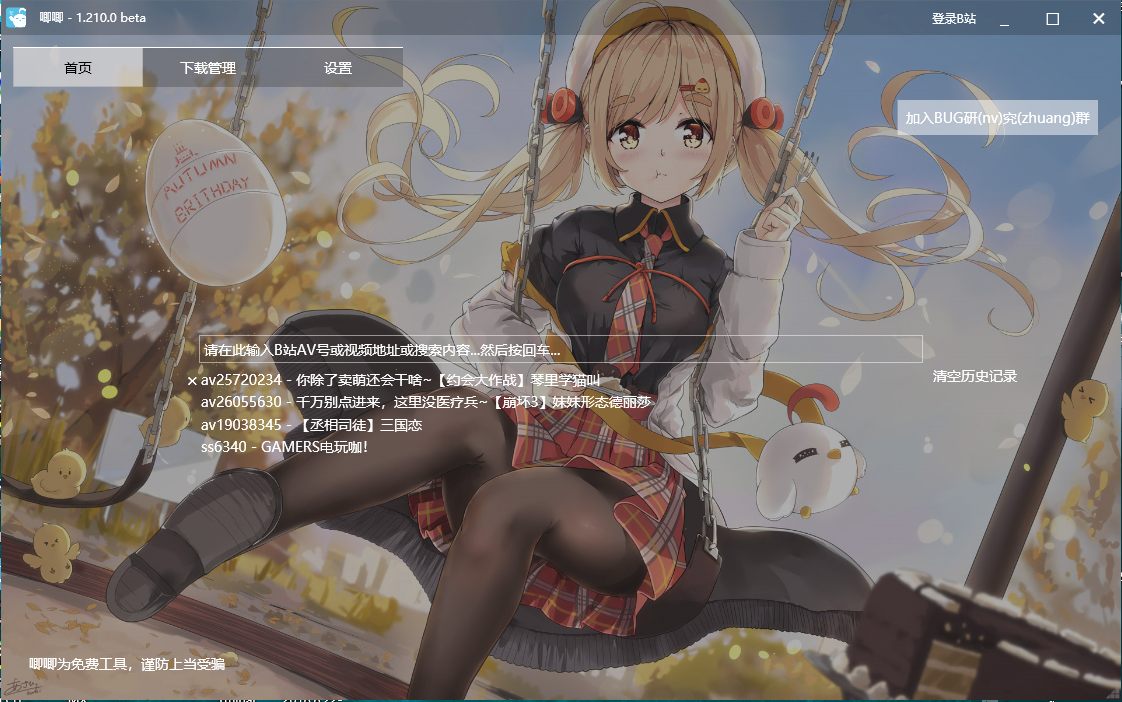 唧唧 - 1.210.0 beta
登录B站
首页
下载管理
设置
加入BUG研(nv)究(zhuang)群
AUTUMN
BRITHDAY
请在此输入B站AV号或视频地址或搜索内容...然后按回车...
清空历史记录
av25720234 - 你除了卖萌还会干啥~【约会大作战】琴里学猫叫
av26055630 - 千万别点进来，这里没医疗兵~【崩坏3】妹妹形态德丽莎
av19038345 - 【丞相司徒】三国恋
ss6340 - GAMERS电玩咖！
唧唧为免费工具，谨防上当受骗